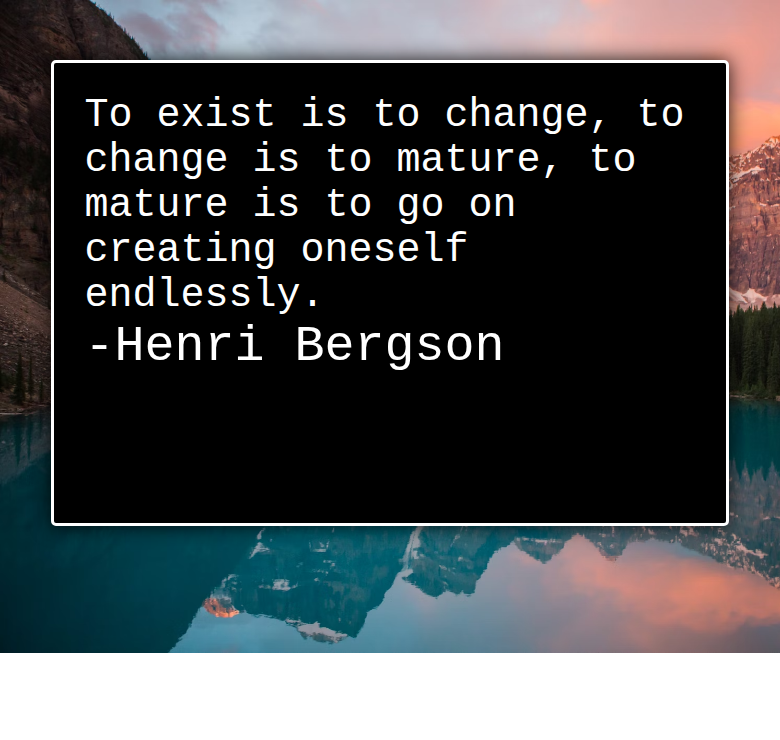 To exist is to change, to
change is to mature, to
mature is to go on
creating oneself
endlessly.
-Henri Bergson